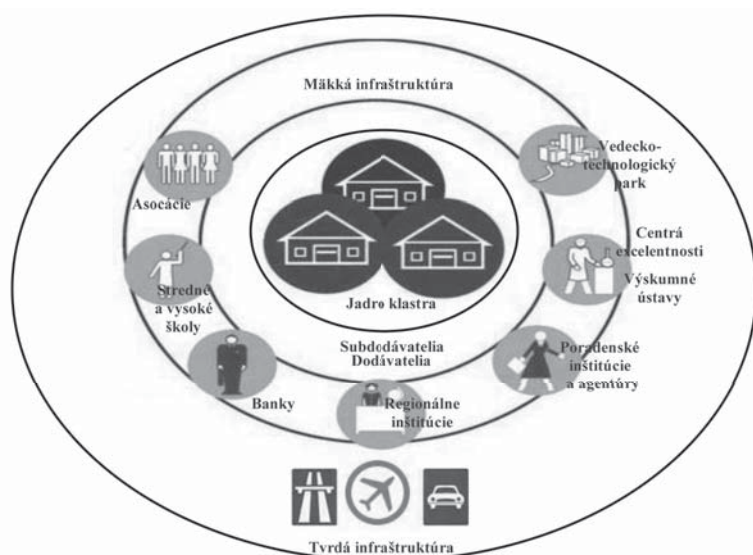 Mäkká infraštruktúra
Asocácie
Vedecko-
technologický
park
Centrá
excelentnosti
Výskumné
ústavy
Stredné
a vysoké
školy
Jadro klastra
Subdodávatelia
Dodávatelia
Poradenské
inštitúcie
a agentúry
Banky
Regionálne
inštitúcie
Tvrdá infraštruktúra